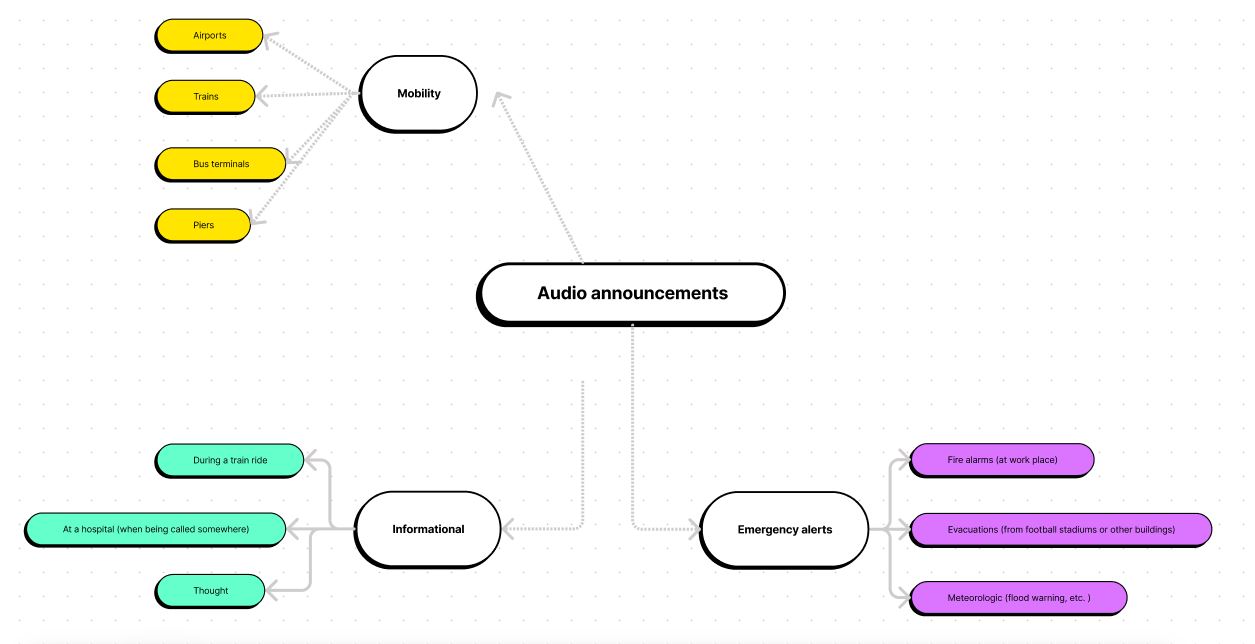 Airports
Trains
Bus terminals
Piers
Mobility
Audio announcements
During a train ride
At a hospital (when being called somewhere)
Thought
Informational
Emergency alerts
Fire alarms (at work place)
Evacuations (from football stadiums or other buildings)
Meteorologic (flood warning, etc. )